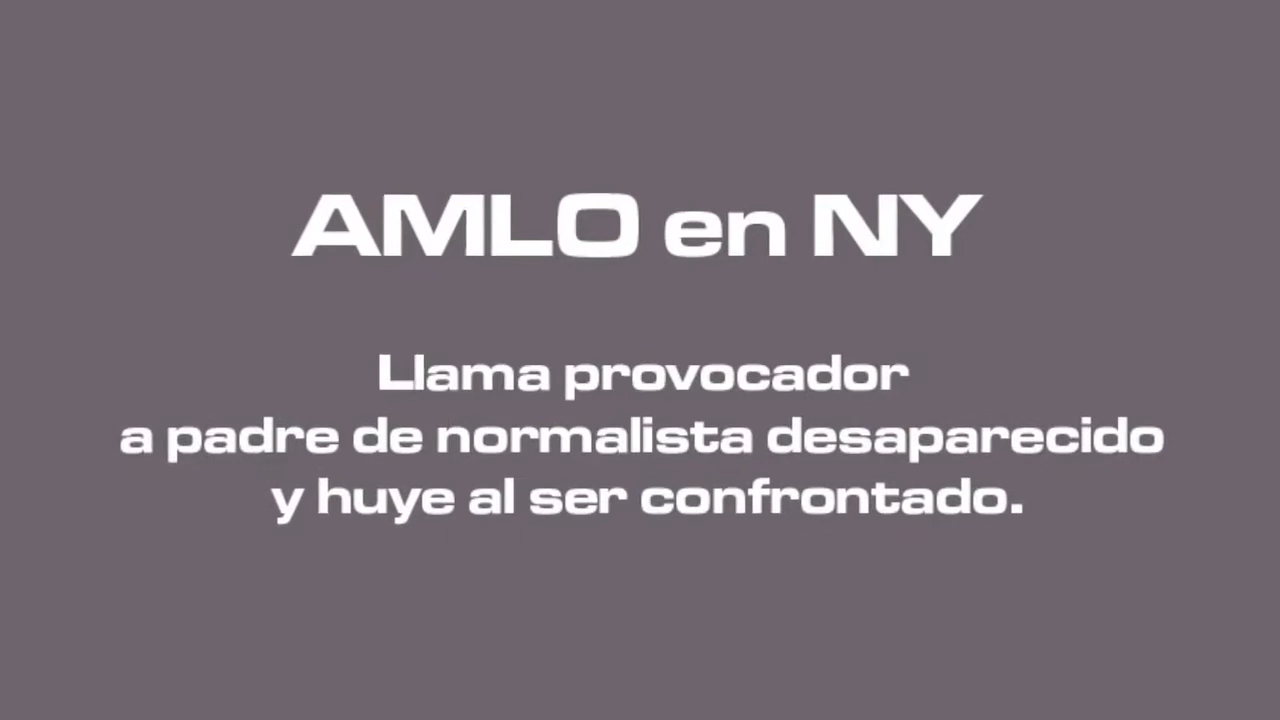 AMLO en NY
Llama provocador
a padre de normalista desaparecido
y huye al ser confrontado.